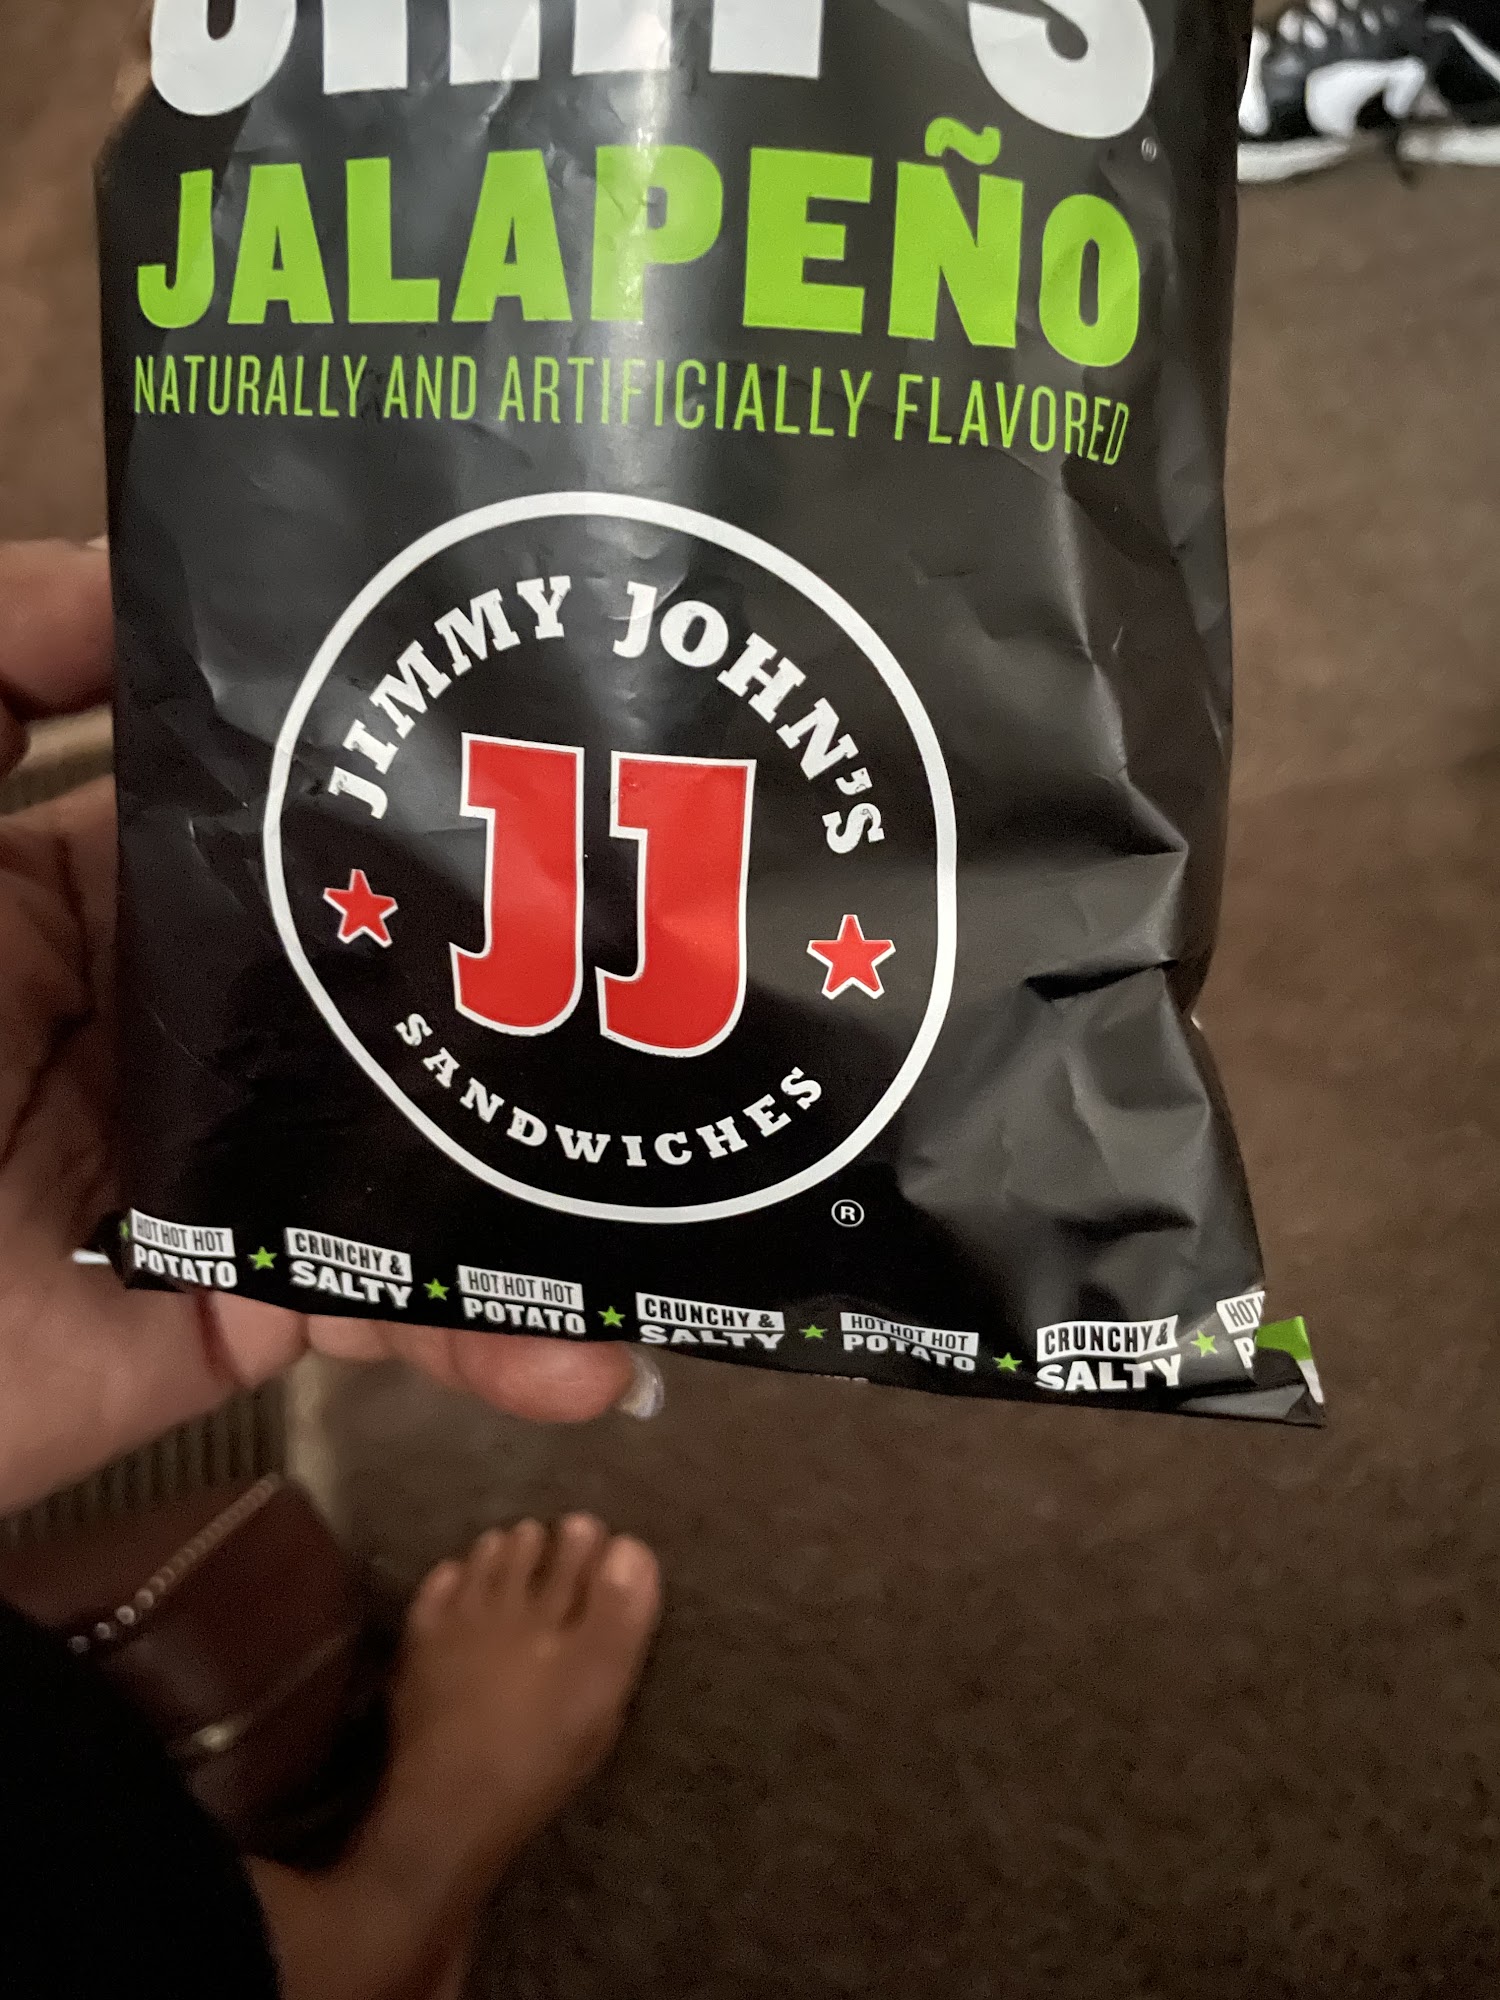 JALAPEÑO
NATURALLY AND ARTIFICIALLY FLAVORED
JIMMY JOHN'S
JJ
SANDWICHES
®
HOT HOT HOT POTATO ★ CRUNCHY & SALTY ★ HOT HOT HOT POTATO ★ CRUNCHY & SALTY ★ HOT HOT HOT POTATO ★ CRUNCHY & SALTY ★ HOT